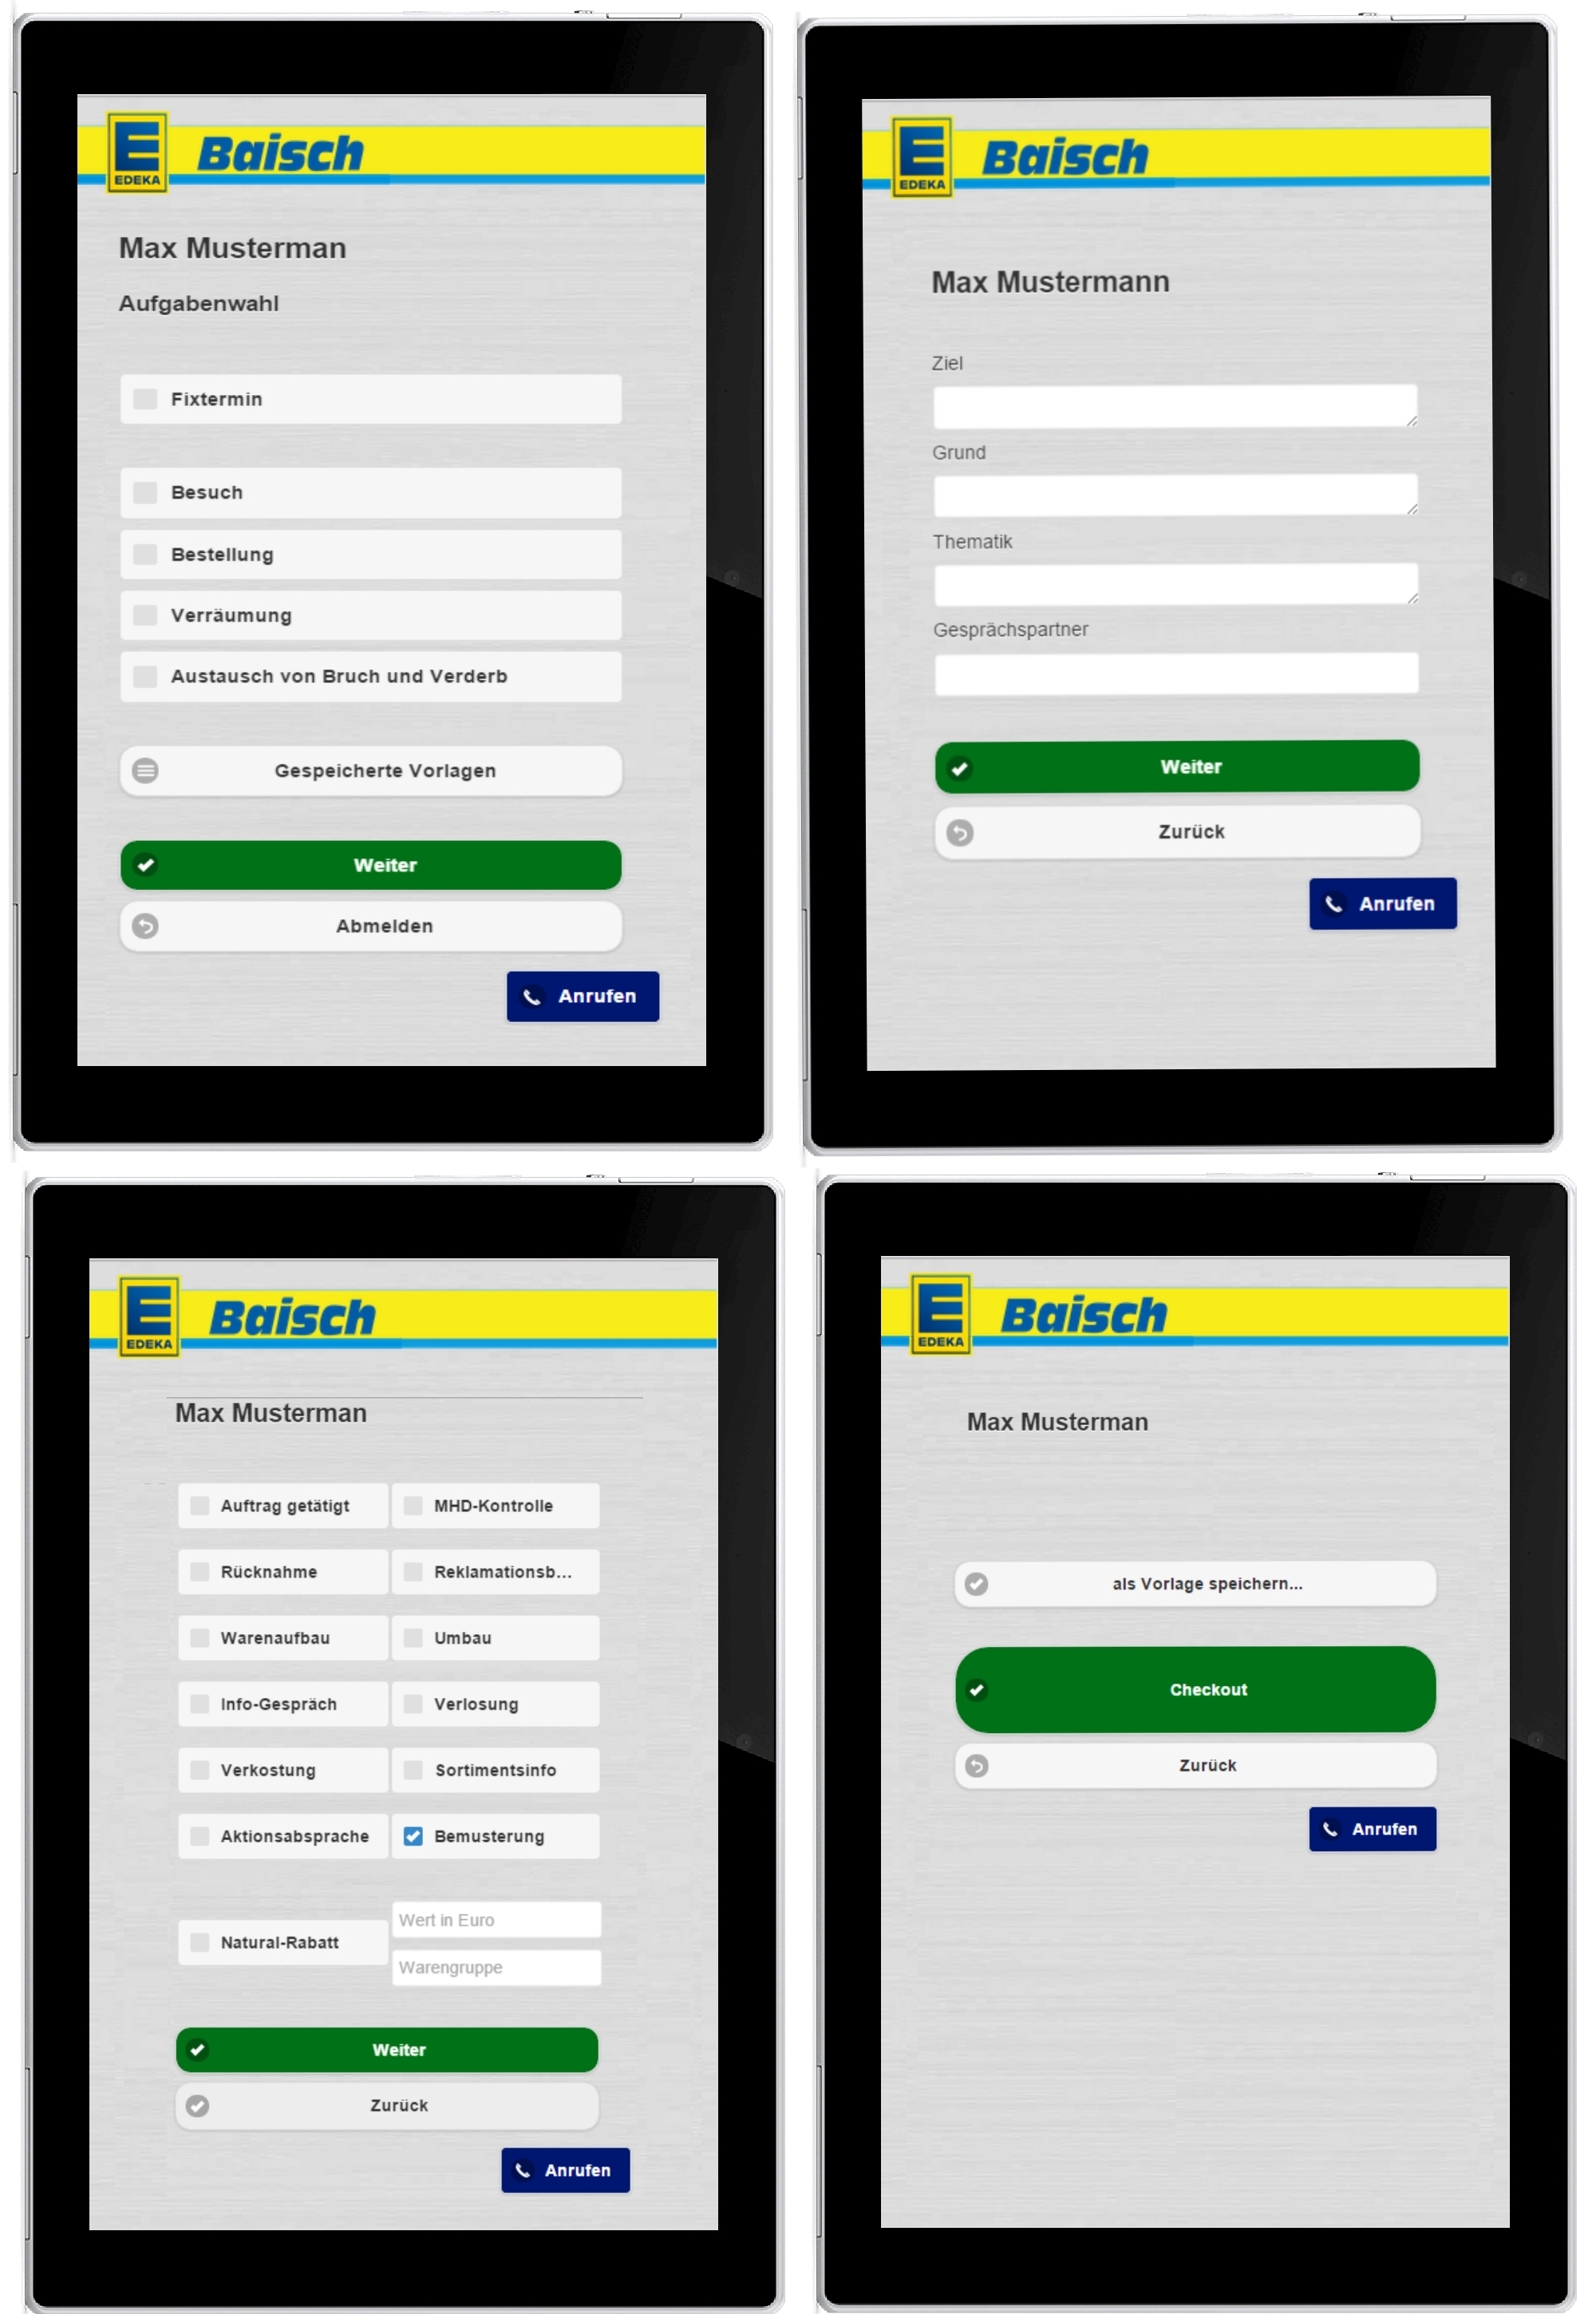 E
EDEKA
Baisch
Max Musterman
Aufgabenwahl
Fixtermin
Besuch
Bestellung
Verräumung
Austausch von Bruch und Verderb
Gespeicherte Vorlagen
Weiter
Abmelden
Anrufen
E
EDEKA
Baisch
Max Mustermann
Ziel
Grund
Thematik
Gesprächspartner
Weiter
Zurück
Anrufen
E
EDEKA
Baisch
Max Musterman
Auftrag getätigt
MHD-Kontrolle
Rücknahme
Reklamationsb...
Warenaufbau
Umbau
Info-Gespräch
Verlosung
Verkostung
Sortimentsinfo
Aktionsabsprache
Bemusterung
Natural-Rabatt
Wert in Euro
Warengruppe
Weiter
Zurück
Anrufen
E
EDEKA
Baisch
Max Musterman
als Vorlage speichern...
Checkout
Zurück
Anrufen